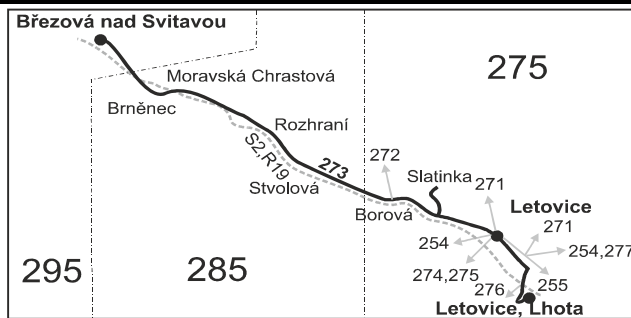 Březová nad Svitavou
275
Moravská Chrastová
Brněnec
Rozhraní
S2,R19
273
272
Stvolová
Slatinka
271
Borová
Letovice
271
254
254,277
274,275
276
255
295
285
Letovice, Lhota